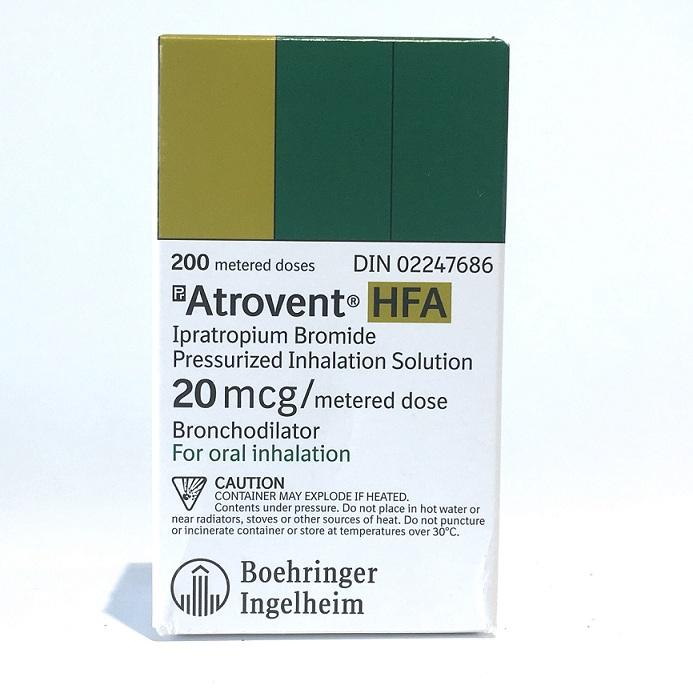 200 metered doses DIN 02247686
Pr Atrovent® HFA
Ipratropium Bromide
Pressurized Inhalation Solution
20 mcg/metered dose
Bronchodilator
For oral inhalation
CAUTION
CONTAINER MAY EXPLODE IF HEATED.
Contents under pressure. Do not place in hot water or
near radiators, stoves or other sources of heat. Do not puncture
or incinerate container or store at temperatures over 30°C.
Boehringer
Ingelheim